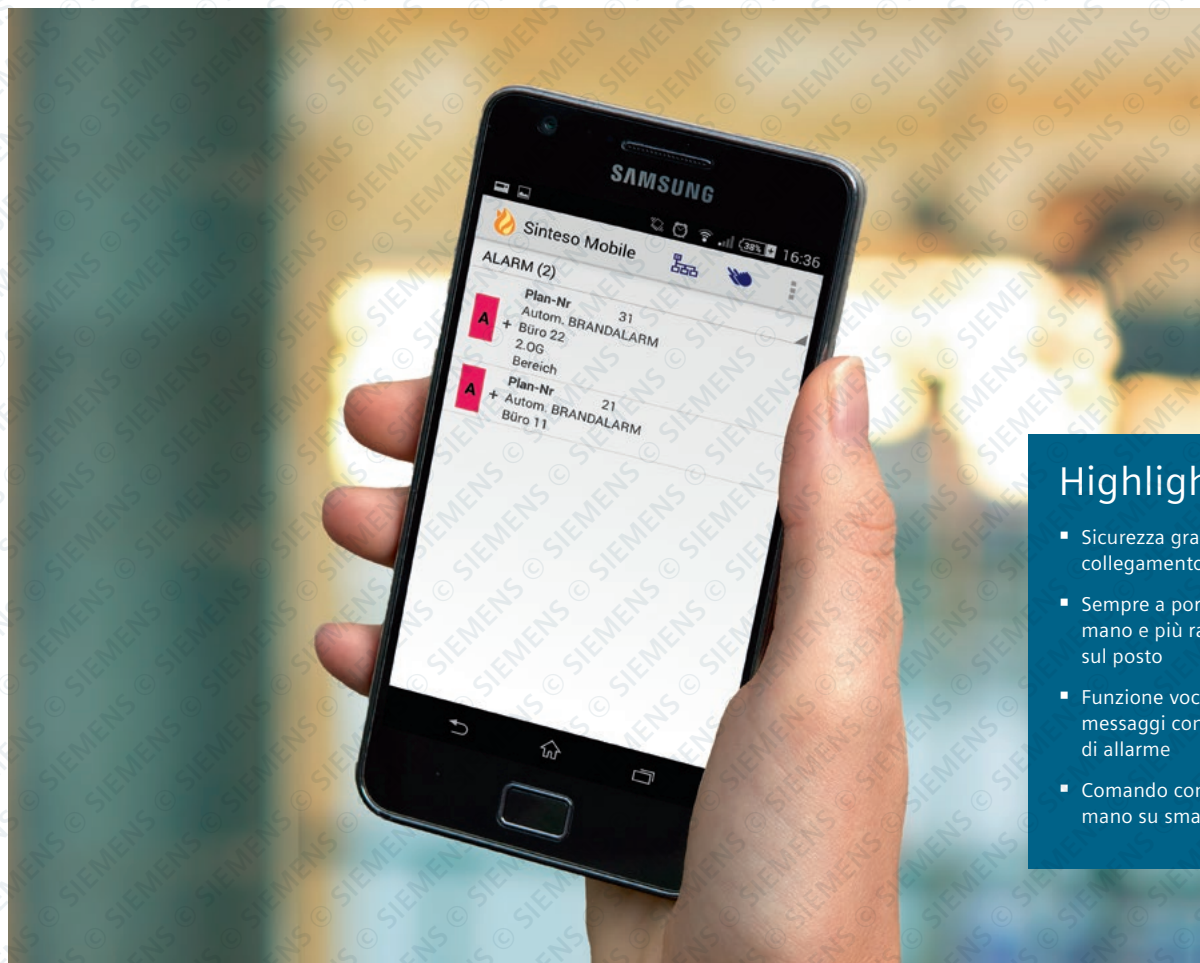 SAMSUNG
38% 16:36
Sinteso Mobile
ALARM (2)
A
Plan-Nr 31
+ Autom. BRANDALARM
Büro 22
2.OG
Bereich
A
Plan-Nr 21
+ Autom. BRANDALARM
Büro 11
Highligh
▪ Sicurezza gra
collegamento
▪ Sempre a por
mano e più ra
sul posto
▪ Funzione voc
messaggi con
di allarme
▪ Comando con
mano su sma
© SIEMENS